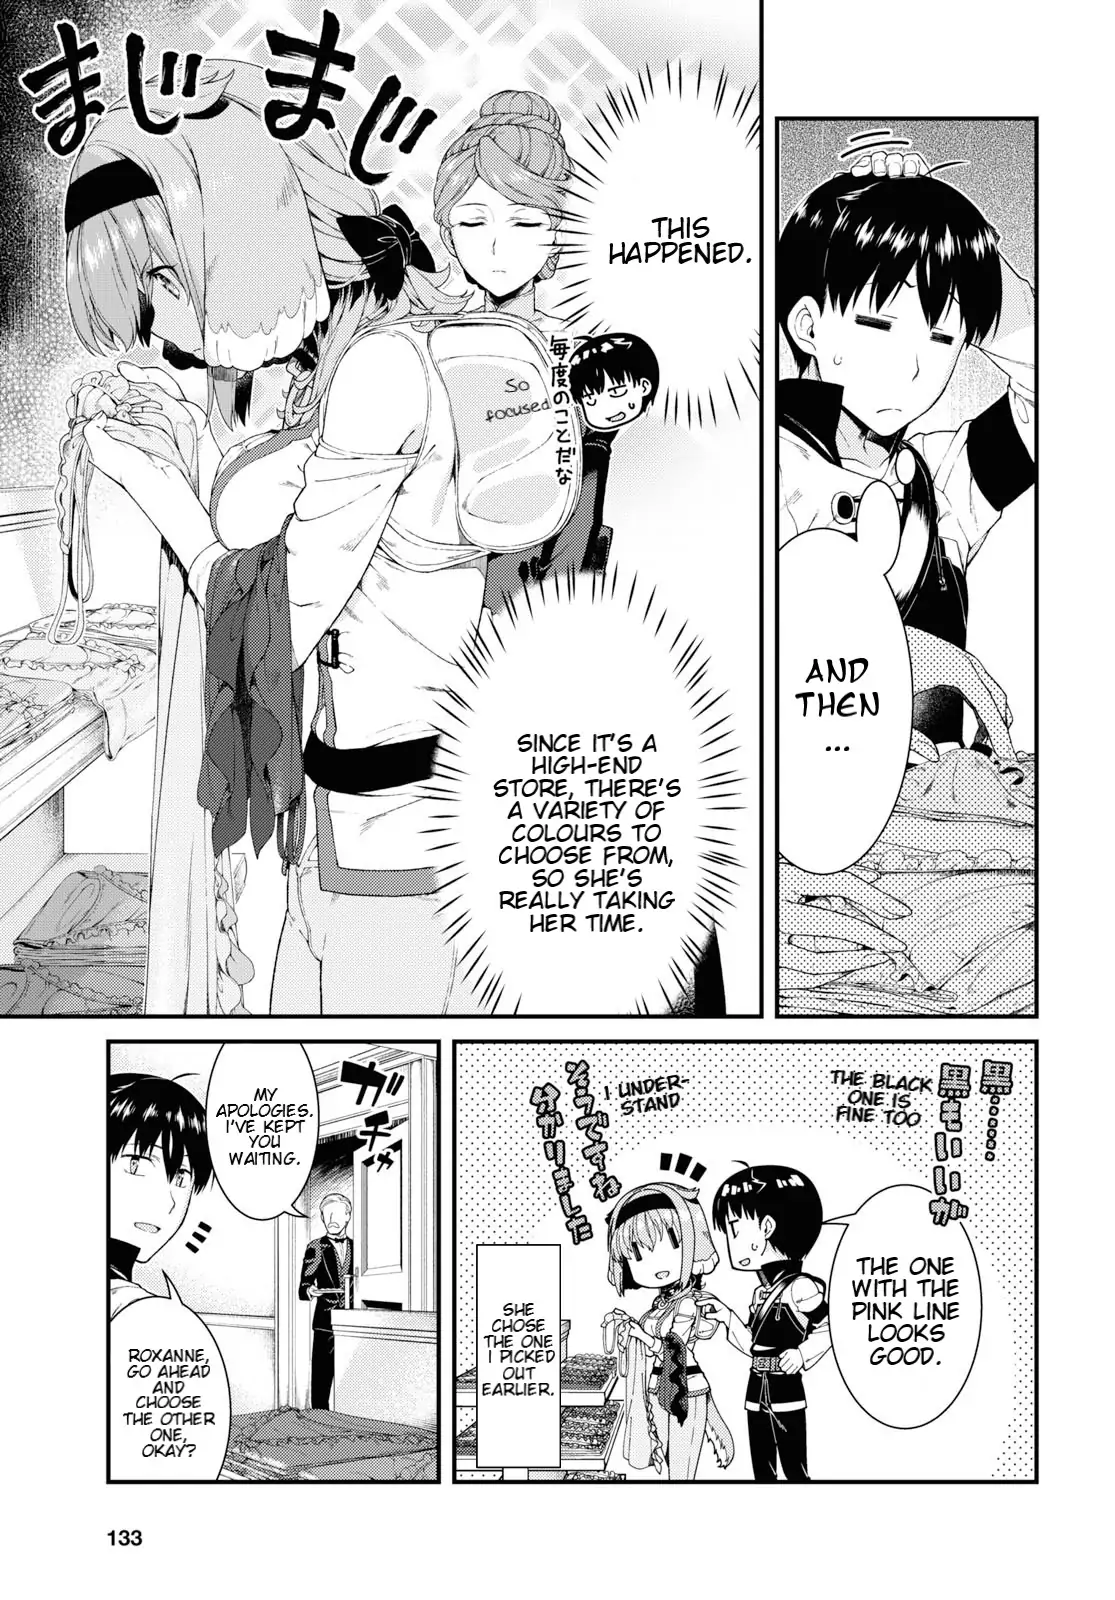 AND
THEN
...
まじまじ
THIS
HAPPENED.
So
focused
毎度のことだな
SINCE IT'S A
HIGH-END
STORE, THERE'S
A VARIETY OF
COLOURS TO
CHOOSE FROM,
SO SHE'S
REALLY TAKING
HER TIME.
黒……
黒もいいが
THE BLACK
ONE IS
FINE TOO
THE ONE
WITH THE
PINK LINE
LOOKS
GOOD.
そうですね
分かりました
I UNDER-
STAND
SHE
CHOSE
THE ONE
I PICKED
OUT
EARLIER.
ガチャ
MY
APOLOGIES.
I'VE KEPT
YOU
WAITING.
ROXANNE,
GO AHEAD
AND
CHOOSE
THE OTHER
ONE,
OKAY?
133